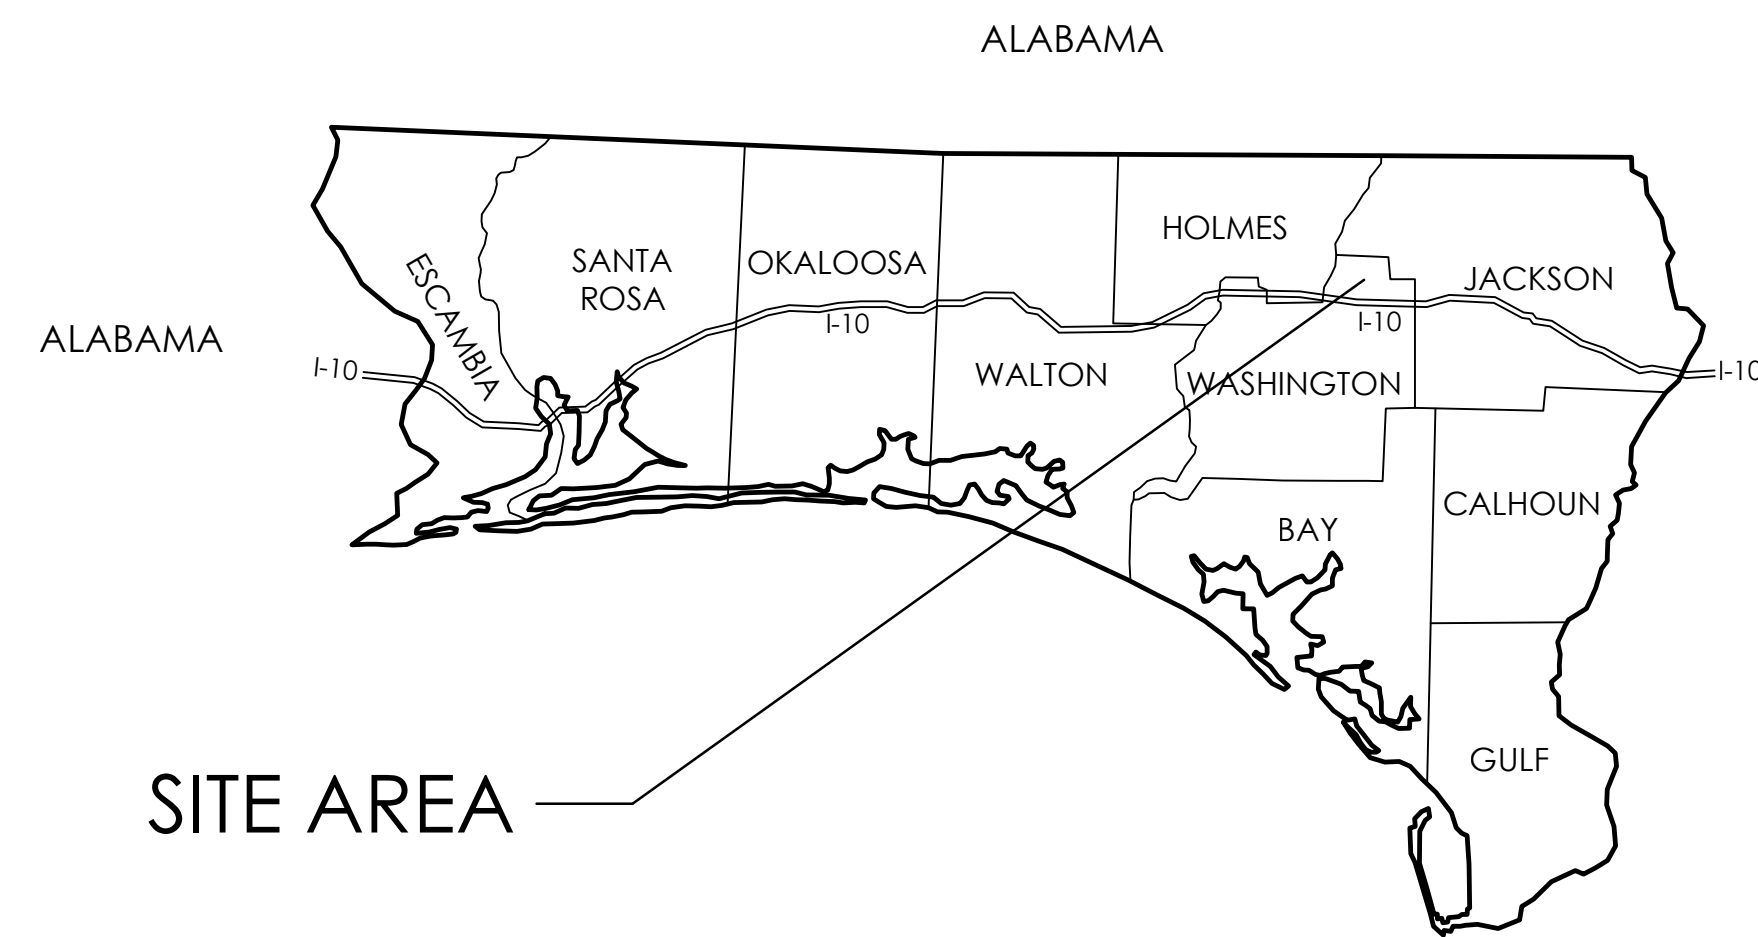 ALABAMA
HOLMES
SANTA
ROSA
OKALOOSA
JACKSON
ESCAMBIA
I-10
I-10
ALABAMA
I-10
WALTON
WASHINGTON
I-10
CALHOUN
BAY
GULF
SITE AREA